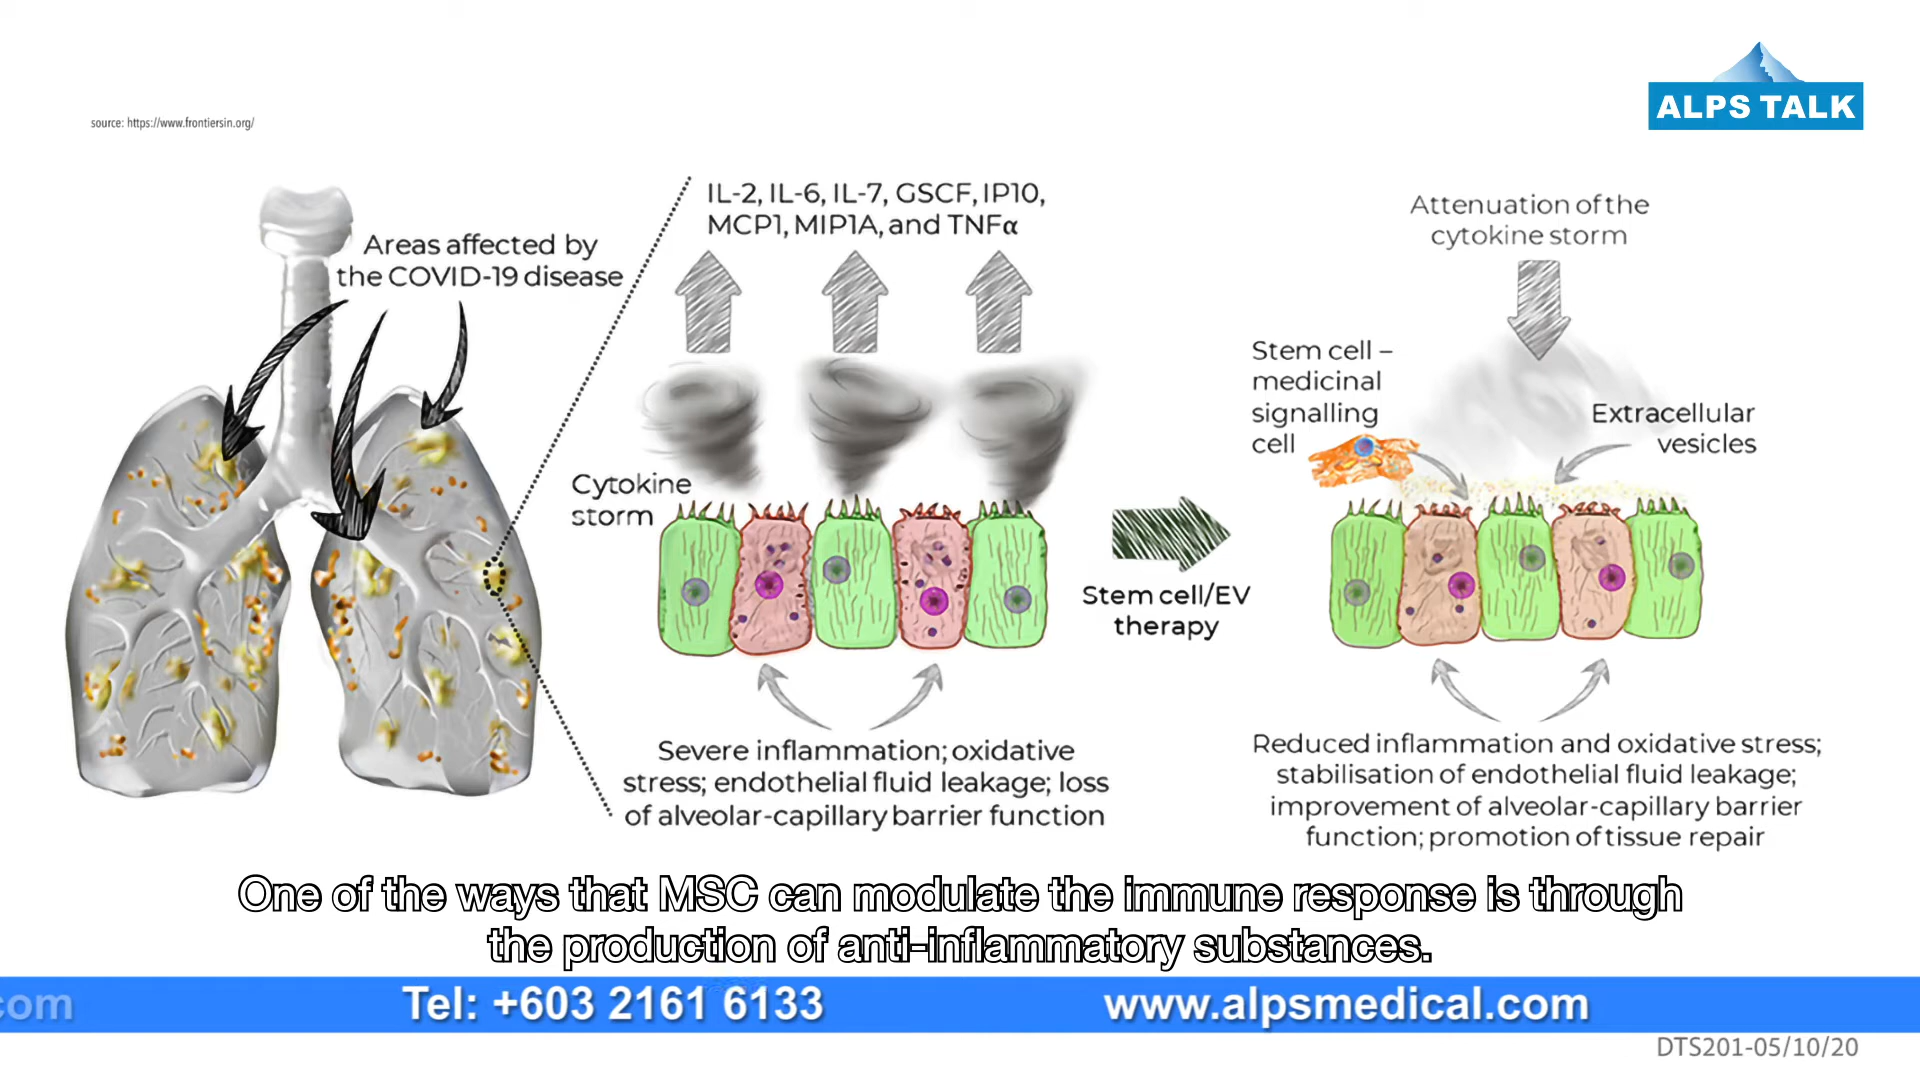 ALPS TALK
source: https://www.frontiersin.org/
Areas affected by
the COVID-19 disease
IL-2, IL-6, IL-7, GSCF, IP10,
MCP1, MIP1A, and TNFα
Cytokine
storm
Severe inflammation; oxidative
stress; endothelial fluid leakage; loss
of alveolar-capillary barrier function
Stem cell/EV
therapy
Attenuation of the
cytokine storm
Stem cell –
medicinal
signalling
cell
Extracellular
vesicles
Reduced inflammation and oxidative stress;
stabilisation of endothelial fluid leakage;
improvement of alveolar-capillary barrier
function; promotion of tissue repair
One of the ways that MSC can modulate the immune response is through
the production of anti-inflammatory substances.
com Tel: +603 2161 6133 www.alpsmedical.com
DTS201-05/10/20